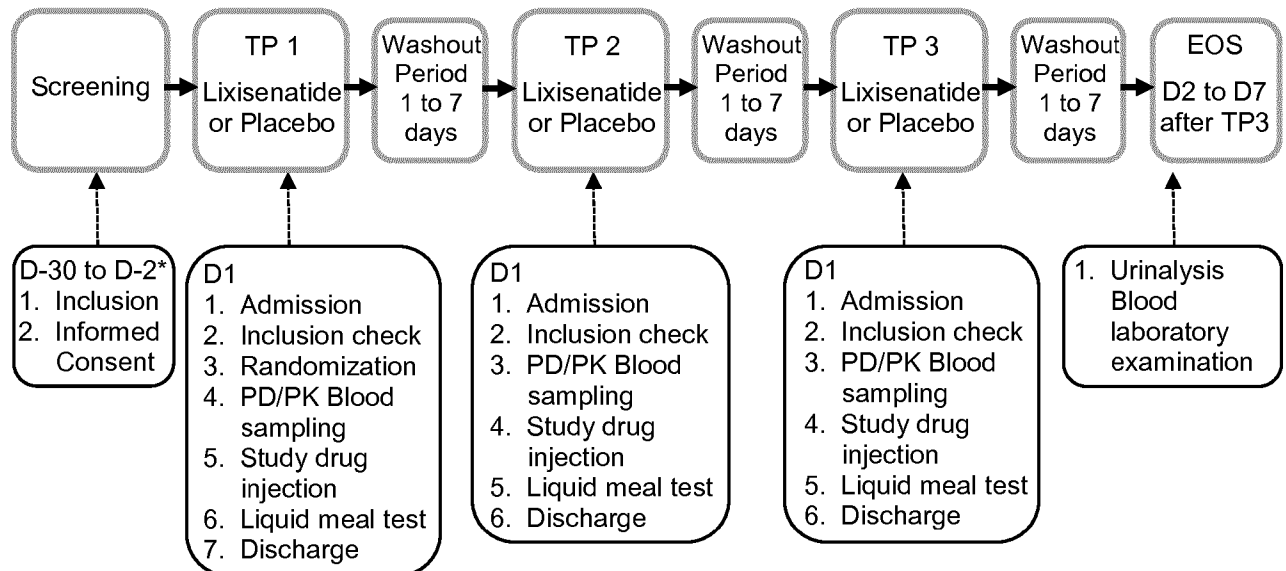 Screening
TP 1
Lixisenatide
or Placebo
Washout
Period
1 to 7
days
TP 2
Lixisenatide
or Placebo
Washout
Period
1 to 7
days
TP 3
Lixisenatide
or Placebo
Washout
Period
1 to 7
days
EOS
D2 to D7
after TP3
D-30 to D-2*
1. Inclusion
2. Informed
Consent
D1
1. Admission
2. Inclusion check
3. Randomization
4. PD/PK Blood
sampling
5. Study drug
injection
6. Liquid meal test
7. Discharge
D1
1. Admission
2. Inclusion check
3. PD/PK Blood
sampling
4. Study drug
injection
5. Liquid meal test
6. Discharge
D1
1. Admission
2. Inclusion check
3. PD/PK Blood
sampling
4. Study drug
injection
5. Liquid meal test
6. Discharge
1. Urinalysis
Blood
laboratory
examination